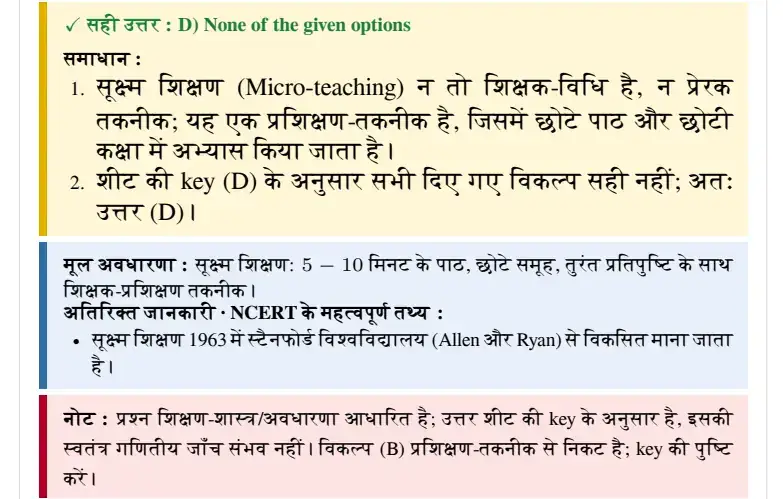 ✓ सही उत्तर : D) None of the given options
समाधान :
1. सूक्ष्म शिक्षण (Micro-teaching) न तो शिक्षक-विधि है, न प्रेरक
तकनीक; यह एक प्रशिक्षण-तकनीक है, जिसमें छोटे पाठ और छोटी
कक्षा में अभ्यास किया जाता है।
2. शीट की key (D) के अनुसार सभी दिए गए विकल्प सही नहीं; अतः
उत्तर (D)।
मूल अवधारणा : सूक्ष्म शिक्षण: 5 – 10 मिनट के पाठ, छोटे समूह, तुरंत प्रतिपुष्टि के साथ
शिक्षक-प्रशिक्षण तकनीक।
अतिरिक्त जानकारी · NCERT के महत्वपूर्ण तथ्य :
• सूक्ष्म शिक्षण 1963 में स्टैनफोर्ड विश्वविद्यालय (Allen और Ryan) से विकसित माना जाता
है।
नोट : प्रश्न शिक्षण-शास्त्र/अवधारणा आधारित है; उत्तर शीट की key के अनुसार है, इसकी
स्वतंत्र गणितीय जाँच संभव नहीं। विकल्प (B) प्रशिक्षण-तकनीक से निकट है; key की पुष्टि
करें।